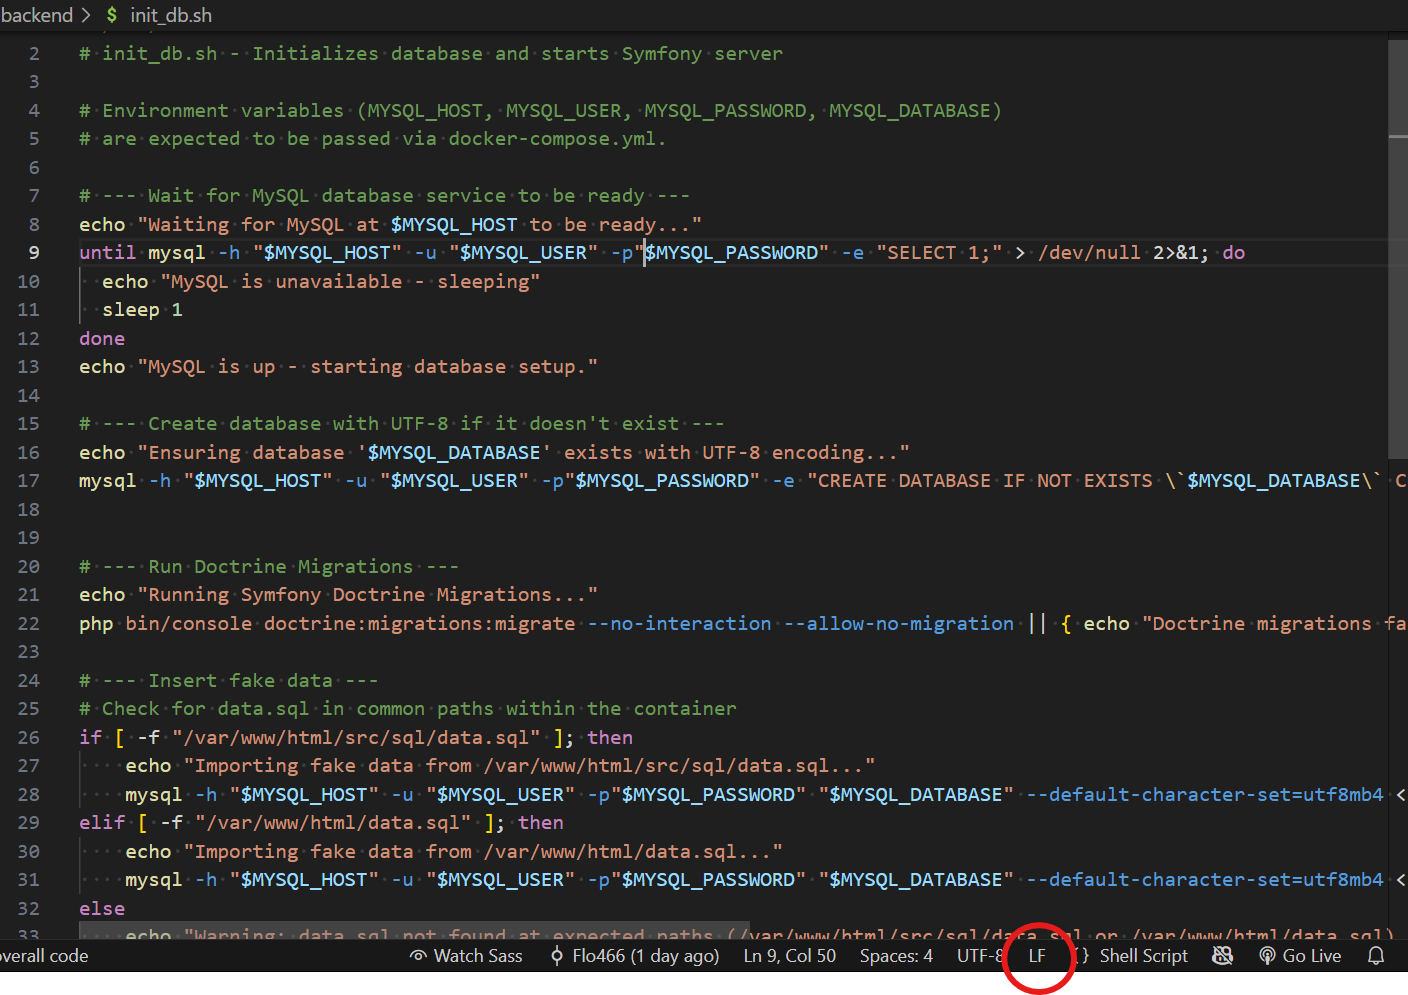 backend > $ init_db.sh
2 # init_db.sh - Initializes database and starts Symfony server
3
4 # Environment variables (MYSQL_HOST, MYSQL_USER, MYSQL_PASSWORD, MYSQL_DATABASE)
5 # are expected to be passed via docker-compose.yml.
6
7 # --- Wait for MySQL database service to be ready ---
8 echo "Waiting for MySQL at $MYSQL_HOST to be ready..."
9 until mysql -h "$MYSQL_HOST" -u "$MYSQL_USER" -p"$MYSQL_PASSWORD" -e "SELECT 1;" > /dev/null 2>&1; do
10   echo "MySQL is unavailable - sleeping"
11   sleep 1
12 done
13 echo "MySQL is up - starting database setup."
14
15 # --- Create database with UTF-8 if it doesn't exist ---
16 echo "Ensuring database '$MYSQL_DATABASE' exists with UTF-8 encoding..."
17 mysql -h "$MYSQL_HOST" -u "$MYSQL_USER" -p"$MYSQL_PASSWORD" -e "CREATE DATABASE IF NOT EXISTS \`$MYSQL_DATABASE\` C
18
19
20 # --- Run Doctrine Migrations ---
21 echo "Running Symfony Doctrine Migrations..."
22 php bin/console doctrine:migrations:migrate --no-interaction --allow-no-migration || { echo "Doctrine migrations fa
23
24 # --- Insert fake data ---
25 # Check for data.sql in common paths within the container
26 if [ -f "/var/www/html/src/sql/data.sql" ]; then
27     echo "Importing fake data from /var/www/html/src/sql/data.sql..."
28     mysql -h "$MYSQL_HOST" -u "$MYSQL_USER" -p"$MYSQL_PASSWORD" "$MYSQL_DATABASE" --default-character-set=utf8mb4 <
29 elif [ -f "/var/www/html/data.sql" ]; then
30     echo "Importing fake data from /var/www/html/data.sql..."
31     mysql -h "$MYSQL_HOST" -u "$MYSQL_USER" -p"$MYSQL_PASSWORD" "$MYSQL_DATABASE" --default-character-set=utf8mb4 <
32 else
33     echo "Warning: data.sql not found at expected paths (/var/www/html/src/sql/data.sql or /var/www/html/data.sql)
verall code Watch Sass Flo466 (1 day ago) Ln 9, Col 50 Spaces: 4 UTF-8 LF {} Shell Script Go Live